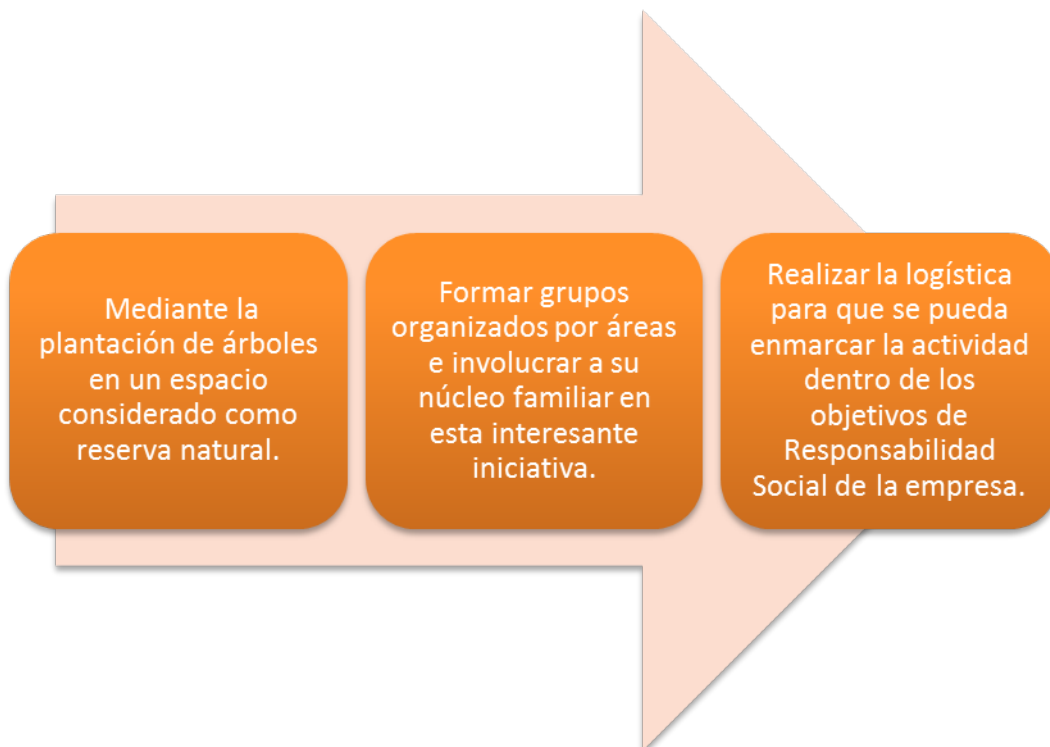 Mediante la
plantación de árboles
en un espacio
considerado como
reserva natural.
Formar grupos
organizados por áreas
e involucrar a su
núcleo familiar en
esta interesante
iniciativa.
Realizar la logística
para que se pueda
enmarcar la actividad
dentro de los
objetivos de
Responsabilidad
Social de la empresa.